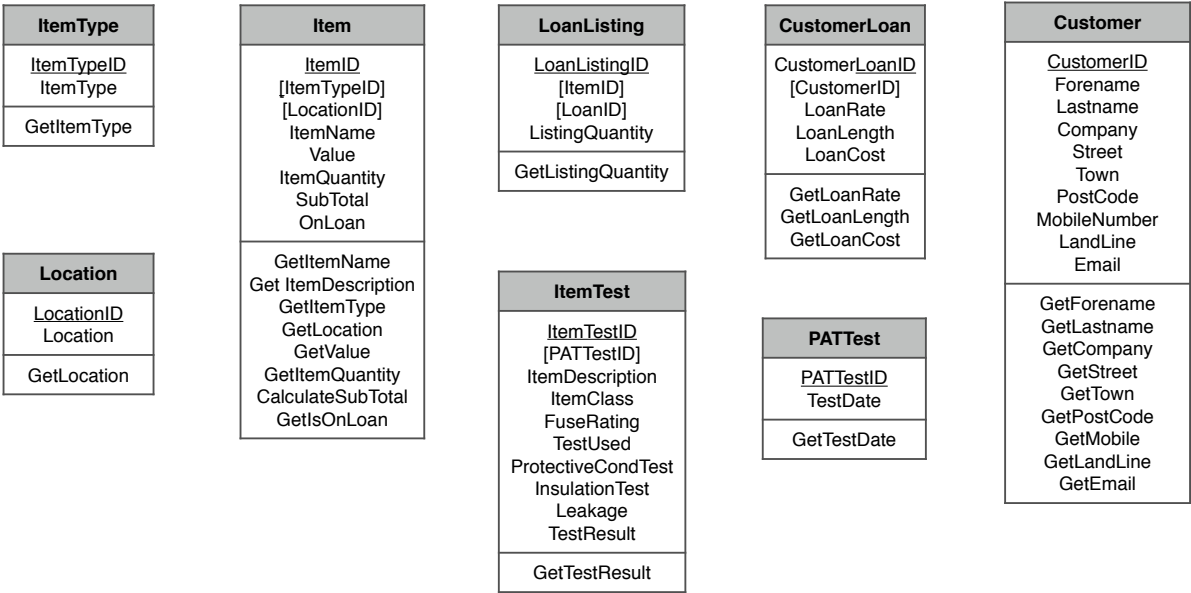 ItemType
ItemTypeID
ItemType
GetItemType
Location
LocationID
Location
GetLocation
Item
ItemID
[ItemTypeID]
[LocationID]
ItemName
Value
ItemQuantity
SubTotal
OnLoan
GetItemName
Get ItemDescription
GetItemType
GetLocation
GetValue
GetItemQuantity
CalculateSubTotal
GetIsOnLoan
LoanListing
LoanListingID
[ItemID]
[LoanID]
ListingQuantity
GetListingQuantity
ItemTest
ItemTestID
[PATTestID]
ItemDescription
ItemClass
FuseRating
TestUsed
ProtectiveCondTest
InsulationTest
Leakage
TestResult
GetTestResult
CustomerLoan
CustomerLoanID
[CustomerID]
LoanRate
LoanLength
LoanCost
GetLoanRate
GetLoanLength
GetLoanCost
PATTest
PATTestID
TestDate
GetTestDate
Customer
CustomerID
Forename
Lastname
Company
Street
Town
PostCode
MobileNumber
LandLine
Email
GetForename
GetLastname
GetCompany
GetStreet
GetTown
GetPostCode
GetMobile
GetLandLine
GetEmail